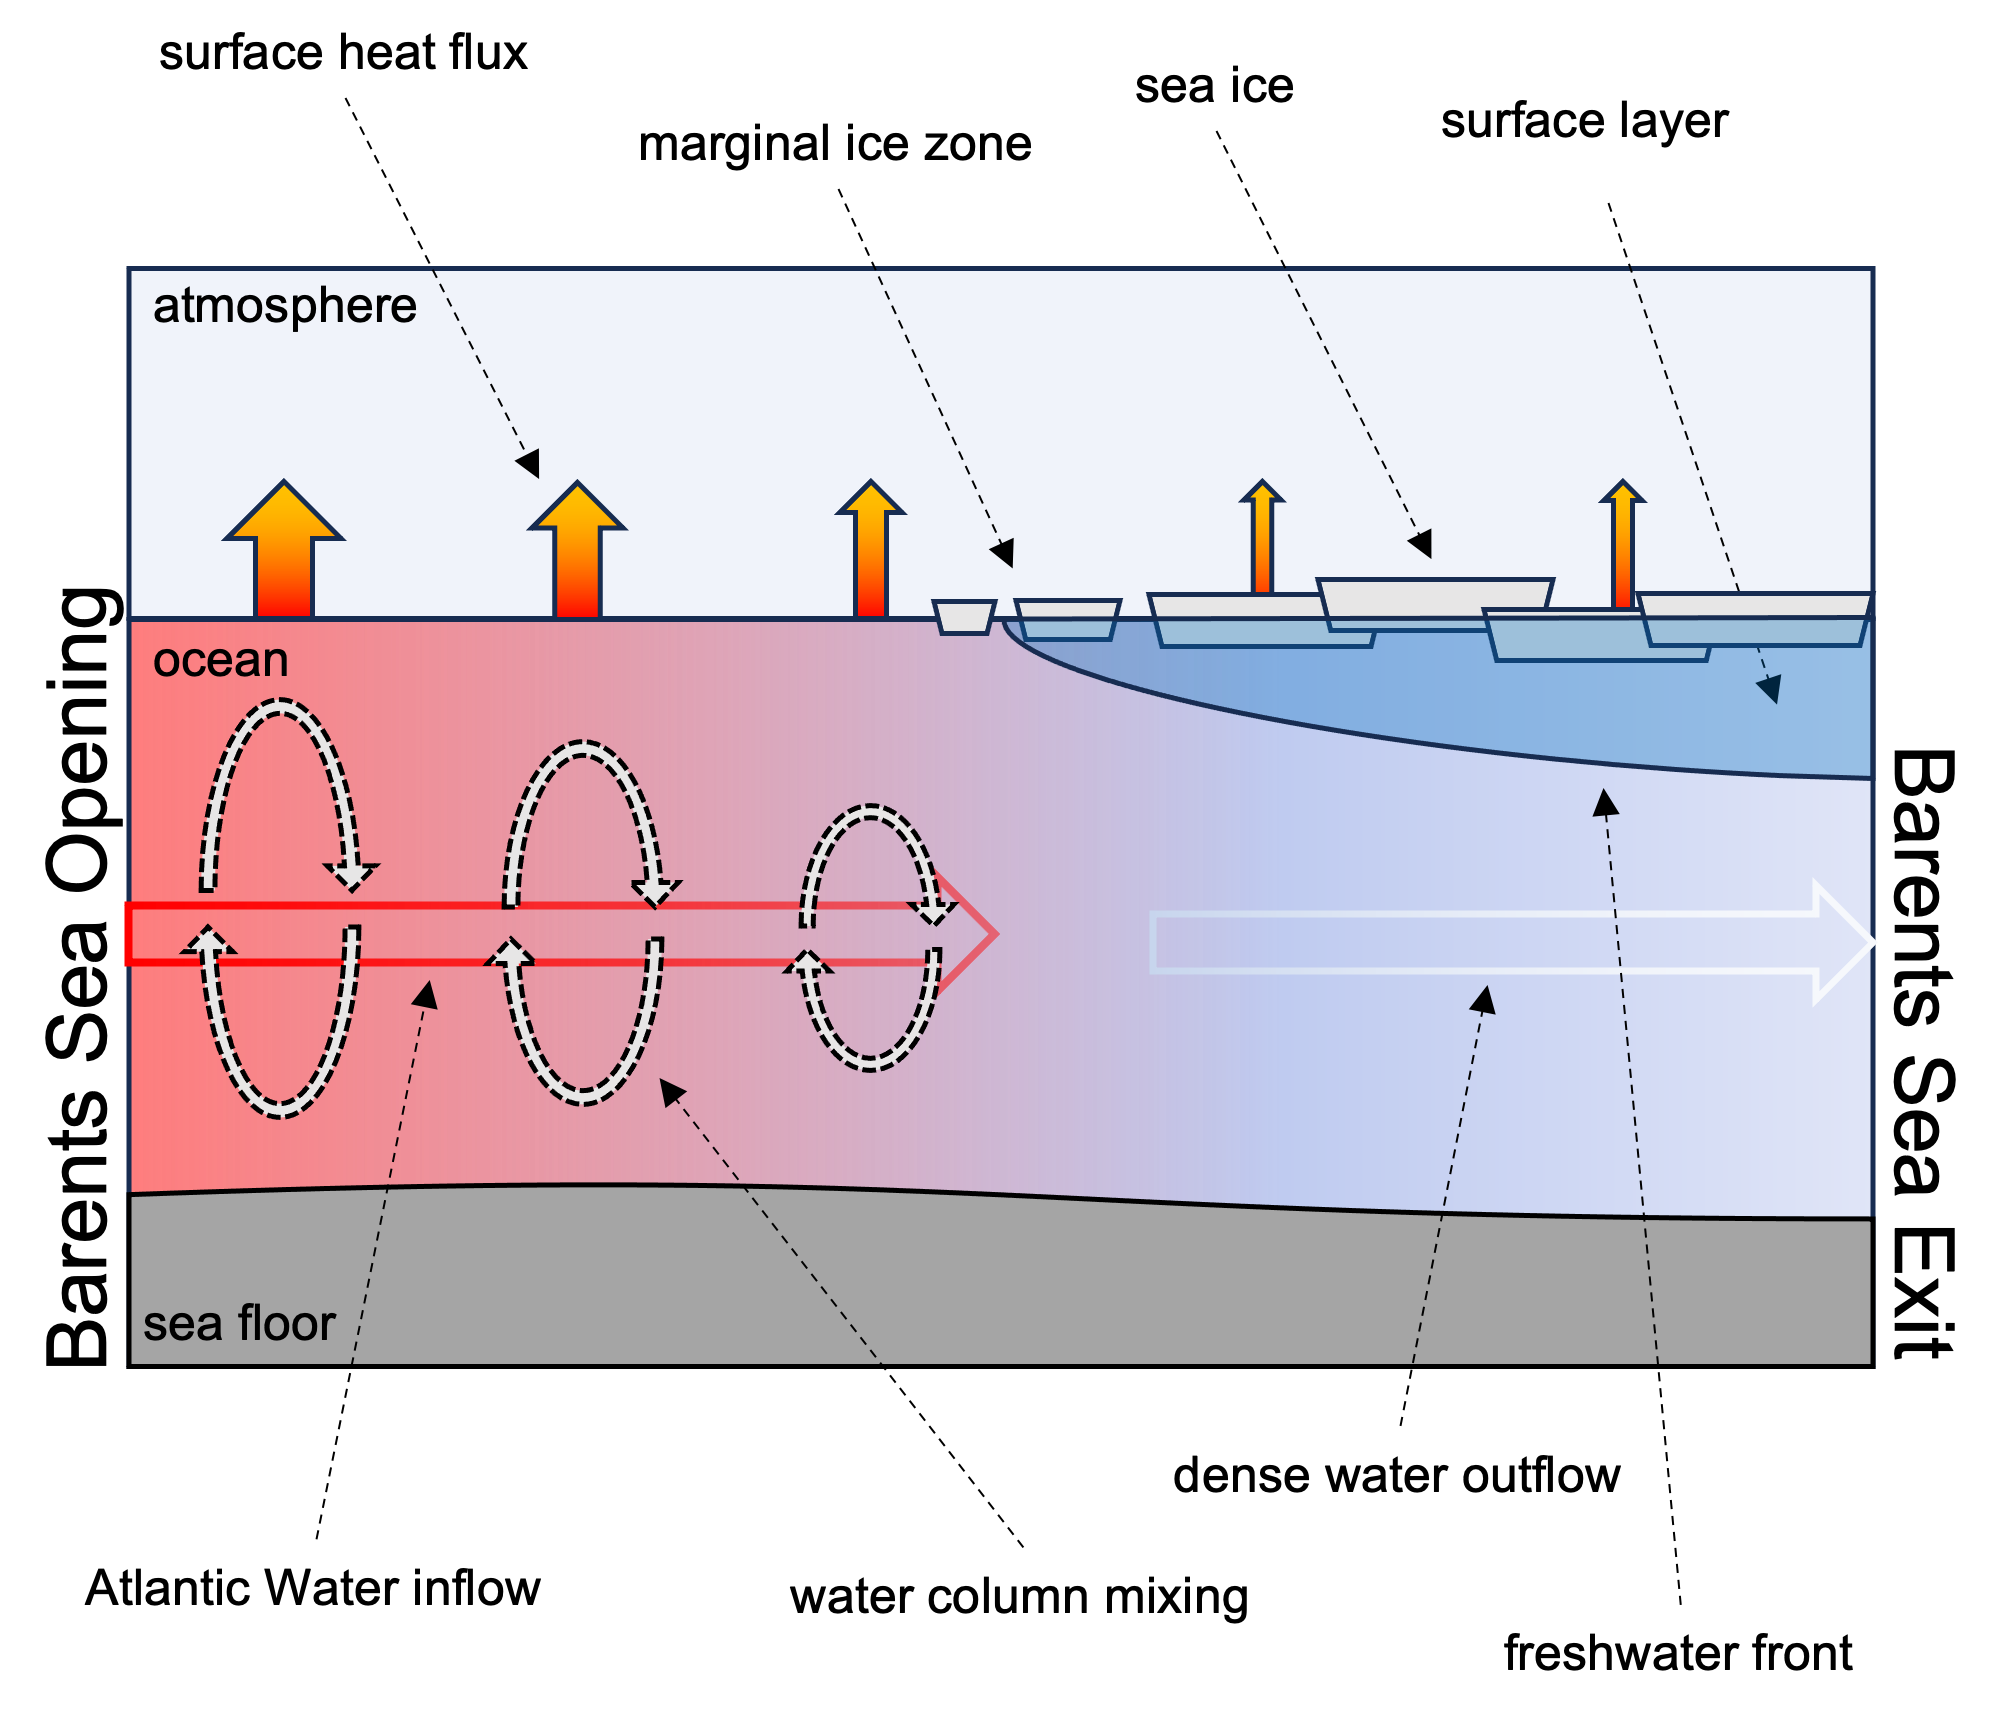 surface heat flux
sea ice
surface layer
marginal ice zone
atmosphere
ocean
Barents Sea Opening
Barents Sea Exit
sea floor
dense water outflow
Atlantic Water inflow
water column mixing
freshwater front